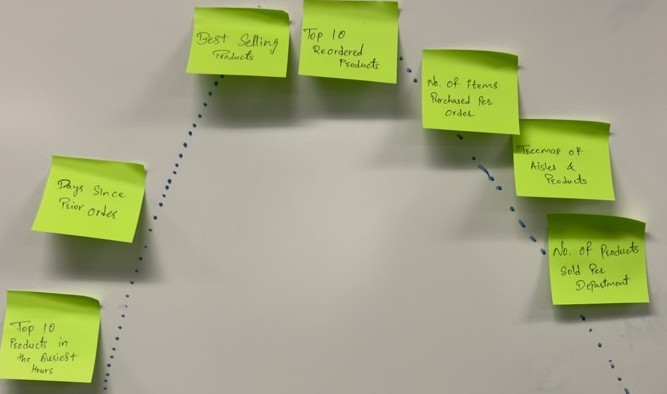 Best Selling
Products
Top 10
Reordered
Products
No. of items
Purchased Per
Order
Treemap of
Aisles &
Products
Days Since
Prior order
No. of Products
Sold Per
Department
Top 10
Products in
the Busiest
Hours